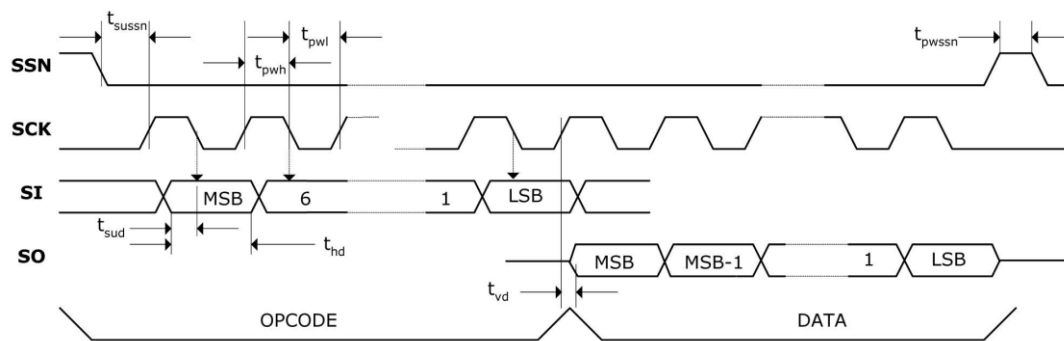 t_sussn t_pwl t_pwssn
t_pwh
SSN
SCK
SI MSB 6 1 LSB
t_sud t_hd
SO MSB MSB-1 1 LSB
t_vd
OPCODE DATA